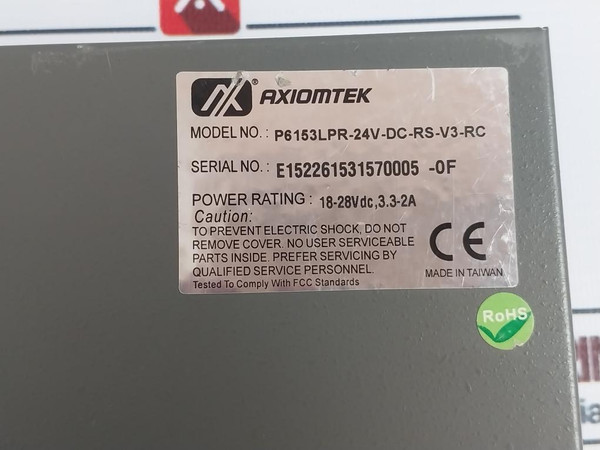 AXIOMTEK
MODEL NO. : P6153LPR-24V-DC-RS-V3-RC
SERIAL NO. : E152261531570005 -0F
POWER RATING : 18-28Vdc,3.3-2A
Caution:
TO PREVENT ELECTRIC SHOCK, DO NOT
REMOVE COVER. NO USER SERVICEABLE
PARTS INSIDE. PREFER SERVICING BY
QUALIFIED SERVICE PERSONNEL.
Tested To Comply With FCC Standards
CE
MADE IN TAIWAN
RoHS